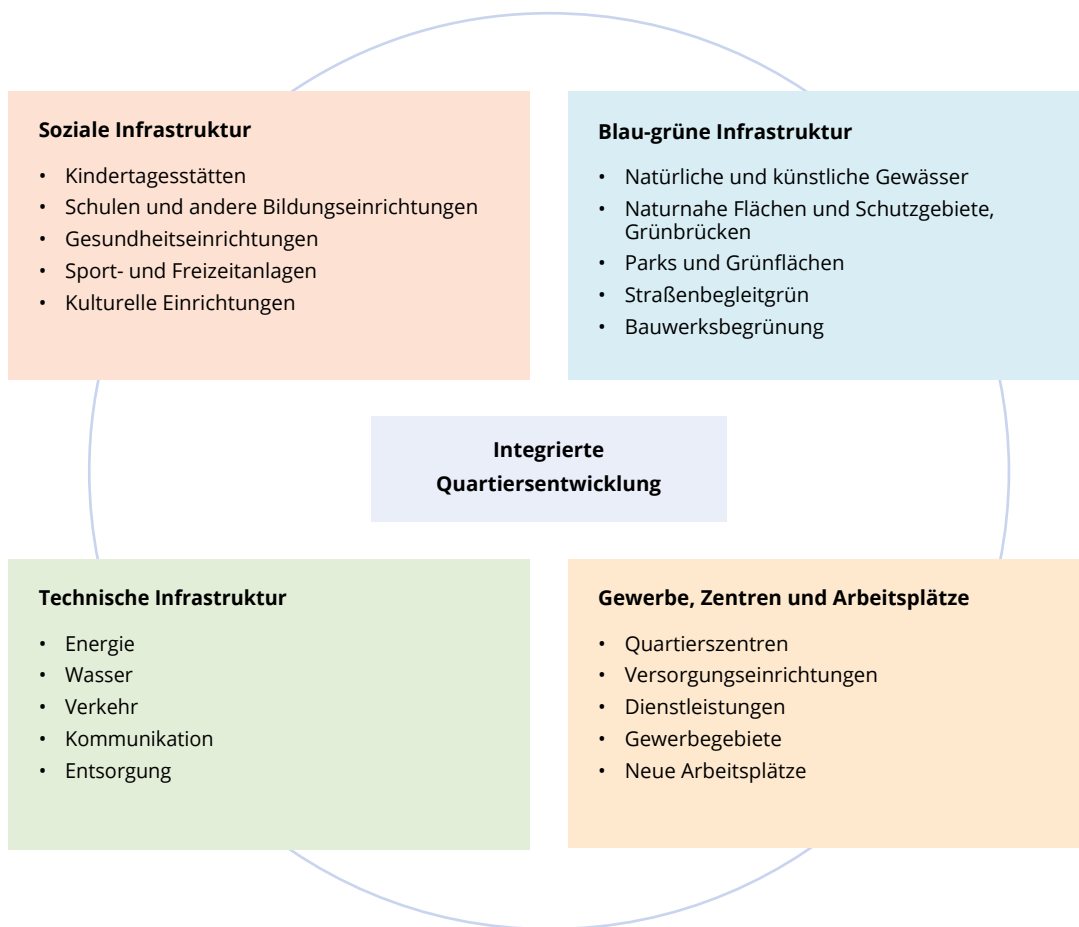 Soziale Infrastruktur
• Kindertagesstätten
• Schulen und andere Bildungseinrichtungen
• Gesundheitseinrichtungen
• Sport- und Freizeitanlagen
• Kulturelle Einrichtungen
Blau-grüne Infrastruktur
• Natürliche und künstliche Gewässer
• Naturnahe Flächen und Schutzgebiete,
Grünbrücken
• Parks und Grünflächen
• Straßenbegleitgrün
• Bauwerksbegrünung
Integrierte
Quartiersentwicklung
Technische Infrastruktur
• Energie
• Wasser
• Verkehr
• Kommunikation
• Entsorgung
Gewerbe, Zentren und Arbeitsplätze
• Quartierszentren
• Versorgungseinrichtungen
• Dienstleistungen
• Gewerbegebiete
• Neue Arbeitsplätze